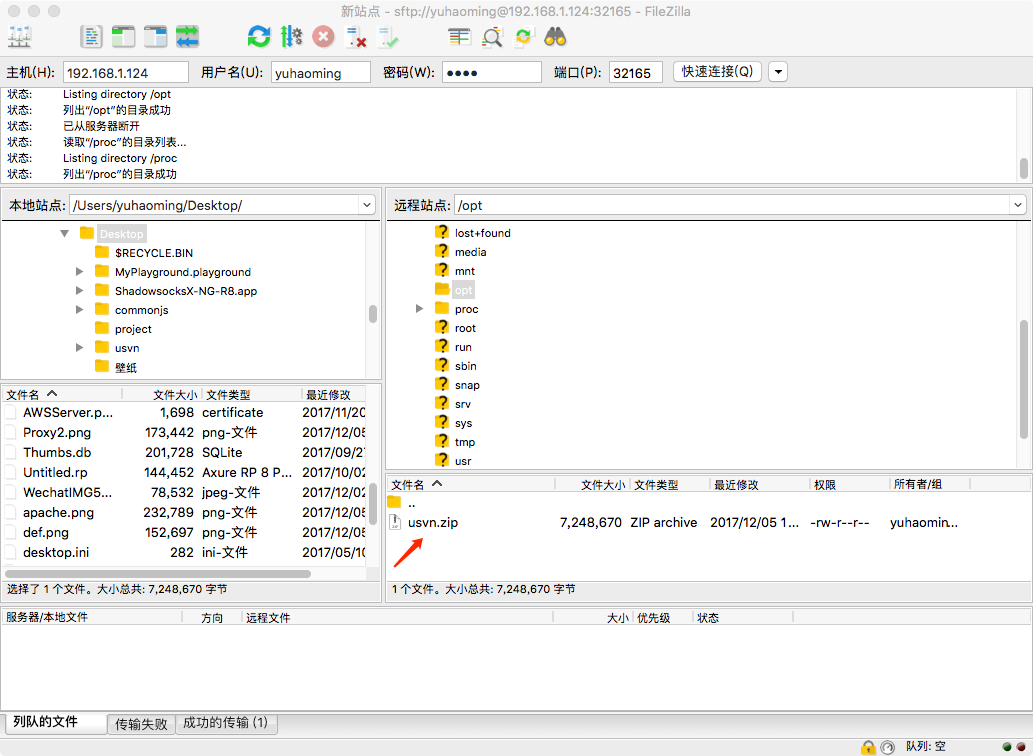 新站点 - sftp://yuhaoming@192.168.1.124:32165 - FileZilla
主机(H): 192.168.1.124 用户名(U): yuhaoming 密码(W): ●●●● 端口(P): 32165 快速连接(Q)
状态: Listing directory /opt
状态: 列出“/opt”的目录成功
状态: 已从服务器断开
状态: 读取“/proc”的目录列表...
状态: Listing directory /proc
状态: 列出“/proc”的目录成功
本地站点: /Users/yuhaoming/Desktop/
Desktop
$RECYCLE.BIN
MyPlayground.playground
ShadowsocksX-NG-R8.app
commonjs
project
usvn
壁纸
文件名 文件大小 文件类型 最近修改
AWSServer.p... 1,698 certificate 2017/11/20
Proxy2.png 173,442 png-文件 2017/12/05
Thumbs.db 201,728 SQLite 2017/09/27
Untitled.rp 144,452 Axure RP 8 P... 2017/10/02
WechatIMG5... 78,532 jpeg-文件 2017/12/02
apache.png 232,789 png-文件 2017/12/05
def.png 152,697 png-文件 2017/12/05
desktop.ini 282 ini-文件 2017/05/10
选择了 1 个文件。大小总共: 7,248,670 字节
远程站点: /opt
lost+found
media
mnt
opt
proc
root
run
sbin
snap
srv
sys
tmp
usr
文件名 文件大小 文件类型 最近修改 权限 所有者/组
..
usvn.zip 7,248,670 ZIP archive 2017/12/05 1... -rw-r--r-- yuhaomin...
1 个文件。大小总共: 7,248,670 字节
服务器/本地文件 方向 远程文件 大小 优先级 状态
列队的文件 传输失败 成功的传输 (1)
队列: 空